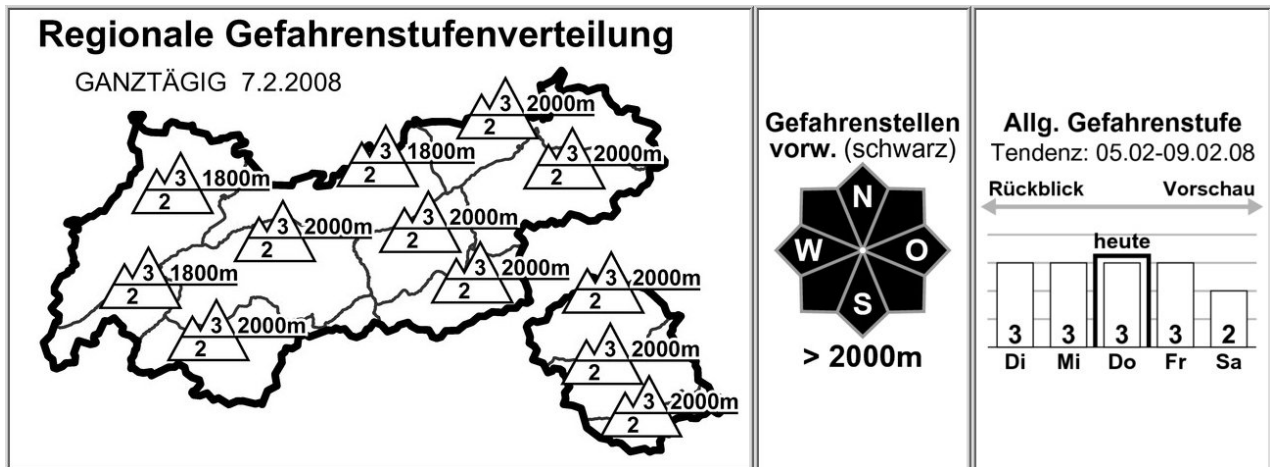 Regionale Gefahrenstufenverteilung
GANZTÄGIG 7.2.2008
3 2000m
2
3 1800m
2
3 2000m
2
3 1800m
2
3 2000m
2
3 2000m
2
3 1800m
2
3 2000m
2
3 2000m
2
3 2000m
2
3 2000m
2
3 2000m
2
Gefahrenstellen
vorw. (schwarz)
N
W O
S
> 2000m
Allg. Gefahrenstufe
Tendenz: 05.02-09.02.08
Rückblick Vorschau
heute
3 3 3 3 2
Di Mi Do Fr Sa